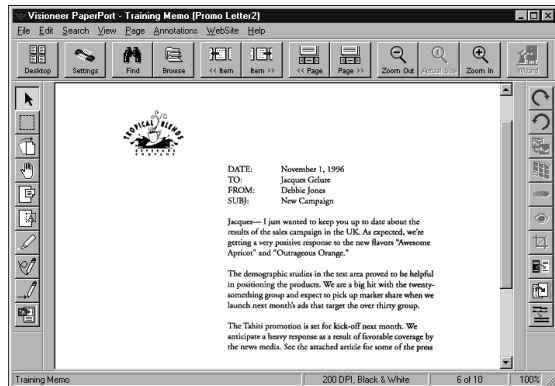 Visioneer PaperPort - Training Memo (Promo Letter2)
File Edit Search View Page Annotations WebSite Help
Desktop Settings Find Browse << Item Item >> << Page Page >> Zoom Out Actual Size Zoom In Wizard
TROPICAL BLENDS
BEVERAGE
COMPANY
DATE: November 1, 1996
TO: Jacques Gelure
FROM: Debbie Jones
SUBJ: New Campaign
Jacques— I just wanted to keep you up to date about the
results of the sales campaign in the UK. As expected, we're
getting a very positive response to the new flavors “Awesome
Apricot” and “Outrageous Orange.”
The demographic studies in the test area proved to be helpful
in positioning the products. We are a big hit with the twenty-
something group and expect to pick up market share when we
launch next month's ads that target the over thirty group.
The Tahiti promotion is set for kick-off next month. We
anticipate a heavy response as a result of favorable coverage by
the news media. See the attached article for some of the press
Training Memo 200 DPI, Black & White 6 of 10 100%